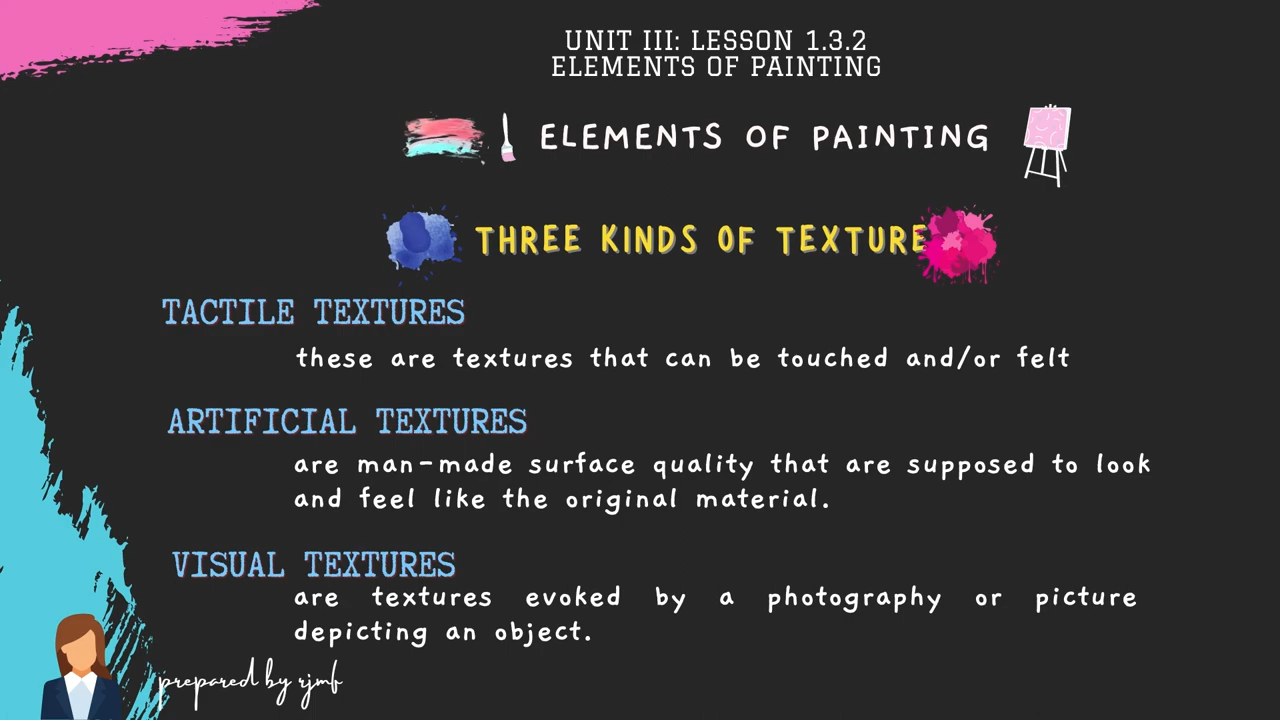 UNIT III: LESSON 1.3.2
ELEMENTS OF PAINTING
ELEMENTS OF PAINTING
THREE KINDS OF TEXTURE
TACTILE TEXTURES
these are textures that can be touched and/or felt
ARTIFICIAL TEXTURES
are man-made surface quality that are supposed to look
and feel like the original material.
VISUAL TEXTURES
are textures evoked by a photography or picture
depicting an object.
prepared by rjmf